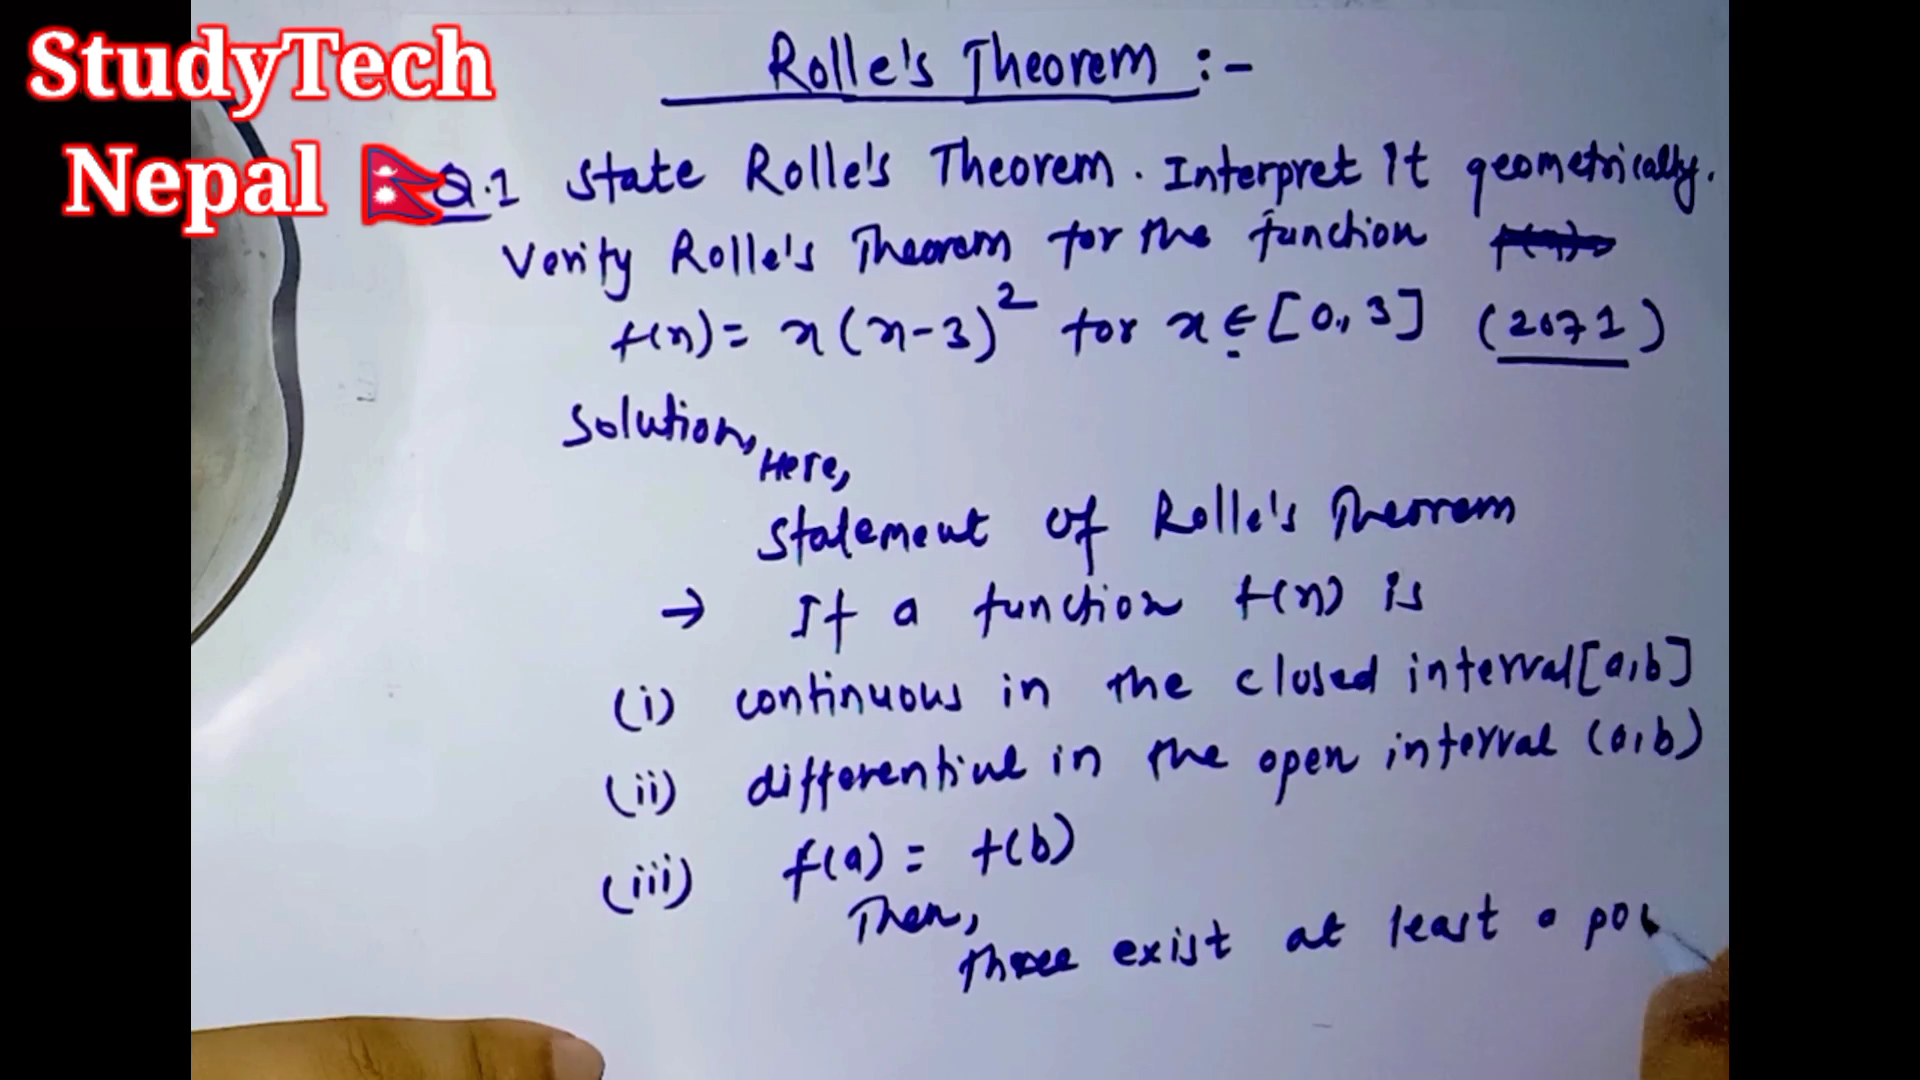 StudyTech
Nepal
Rolle's Theorem :-
Q.1 State Rolle's Theorem. Interpret It geometrically.
Verify Rolle's Theorem for the function
f(x) = x(x-3)² for x ∈ [0, 3] (2071)
Solution,
Here,
Statement of Rolle's Theorem
→ If a function f(x) is
(i) continuous in the closed interval [a,b]
(ii) in the open interval (a,b)
(iii) f(a) = f(b)
Then,
exist at least a poi